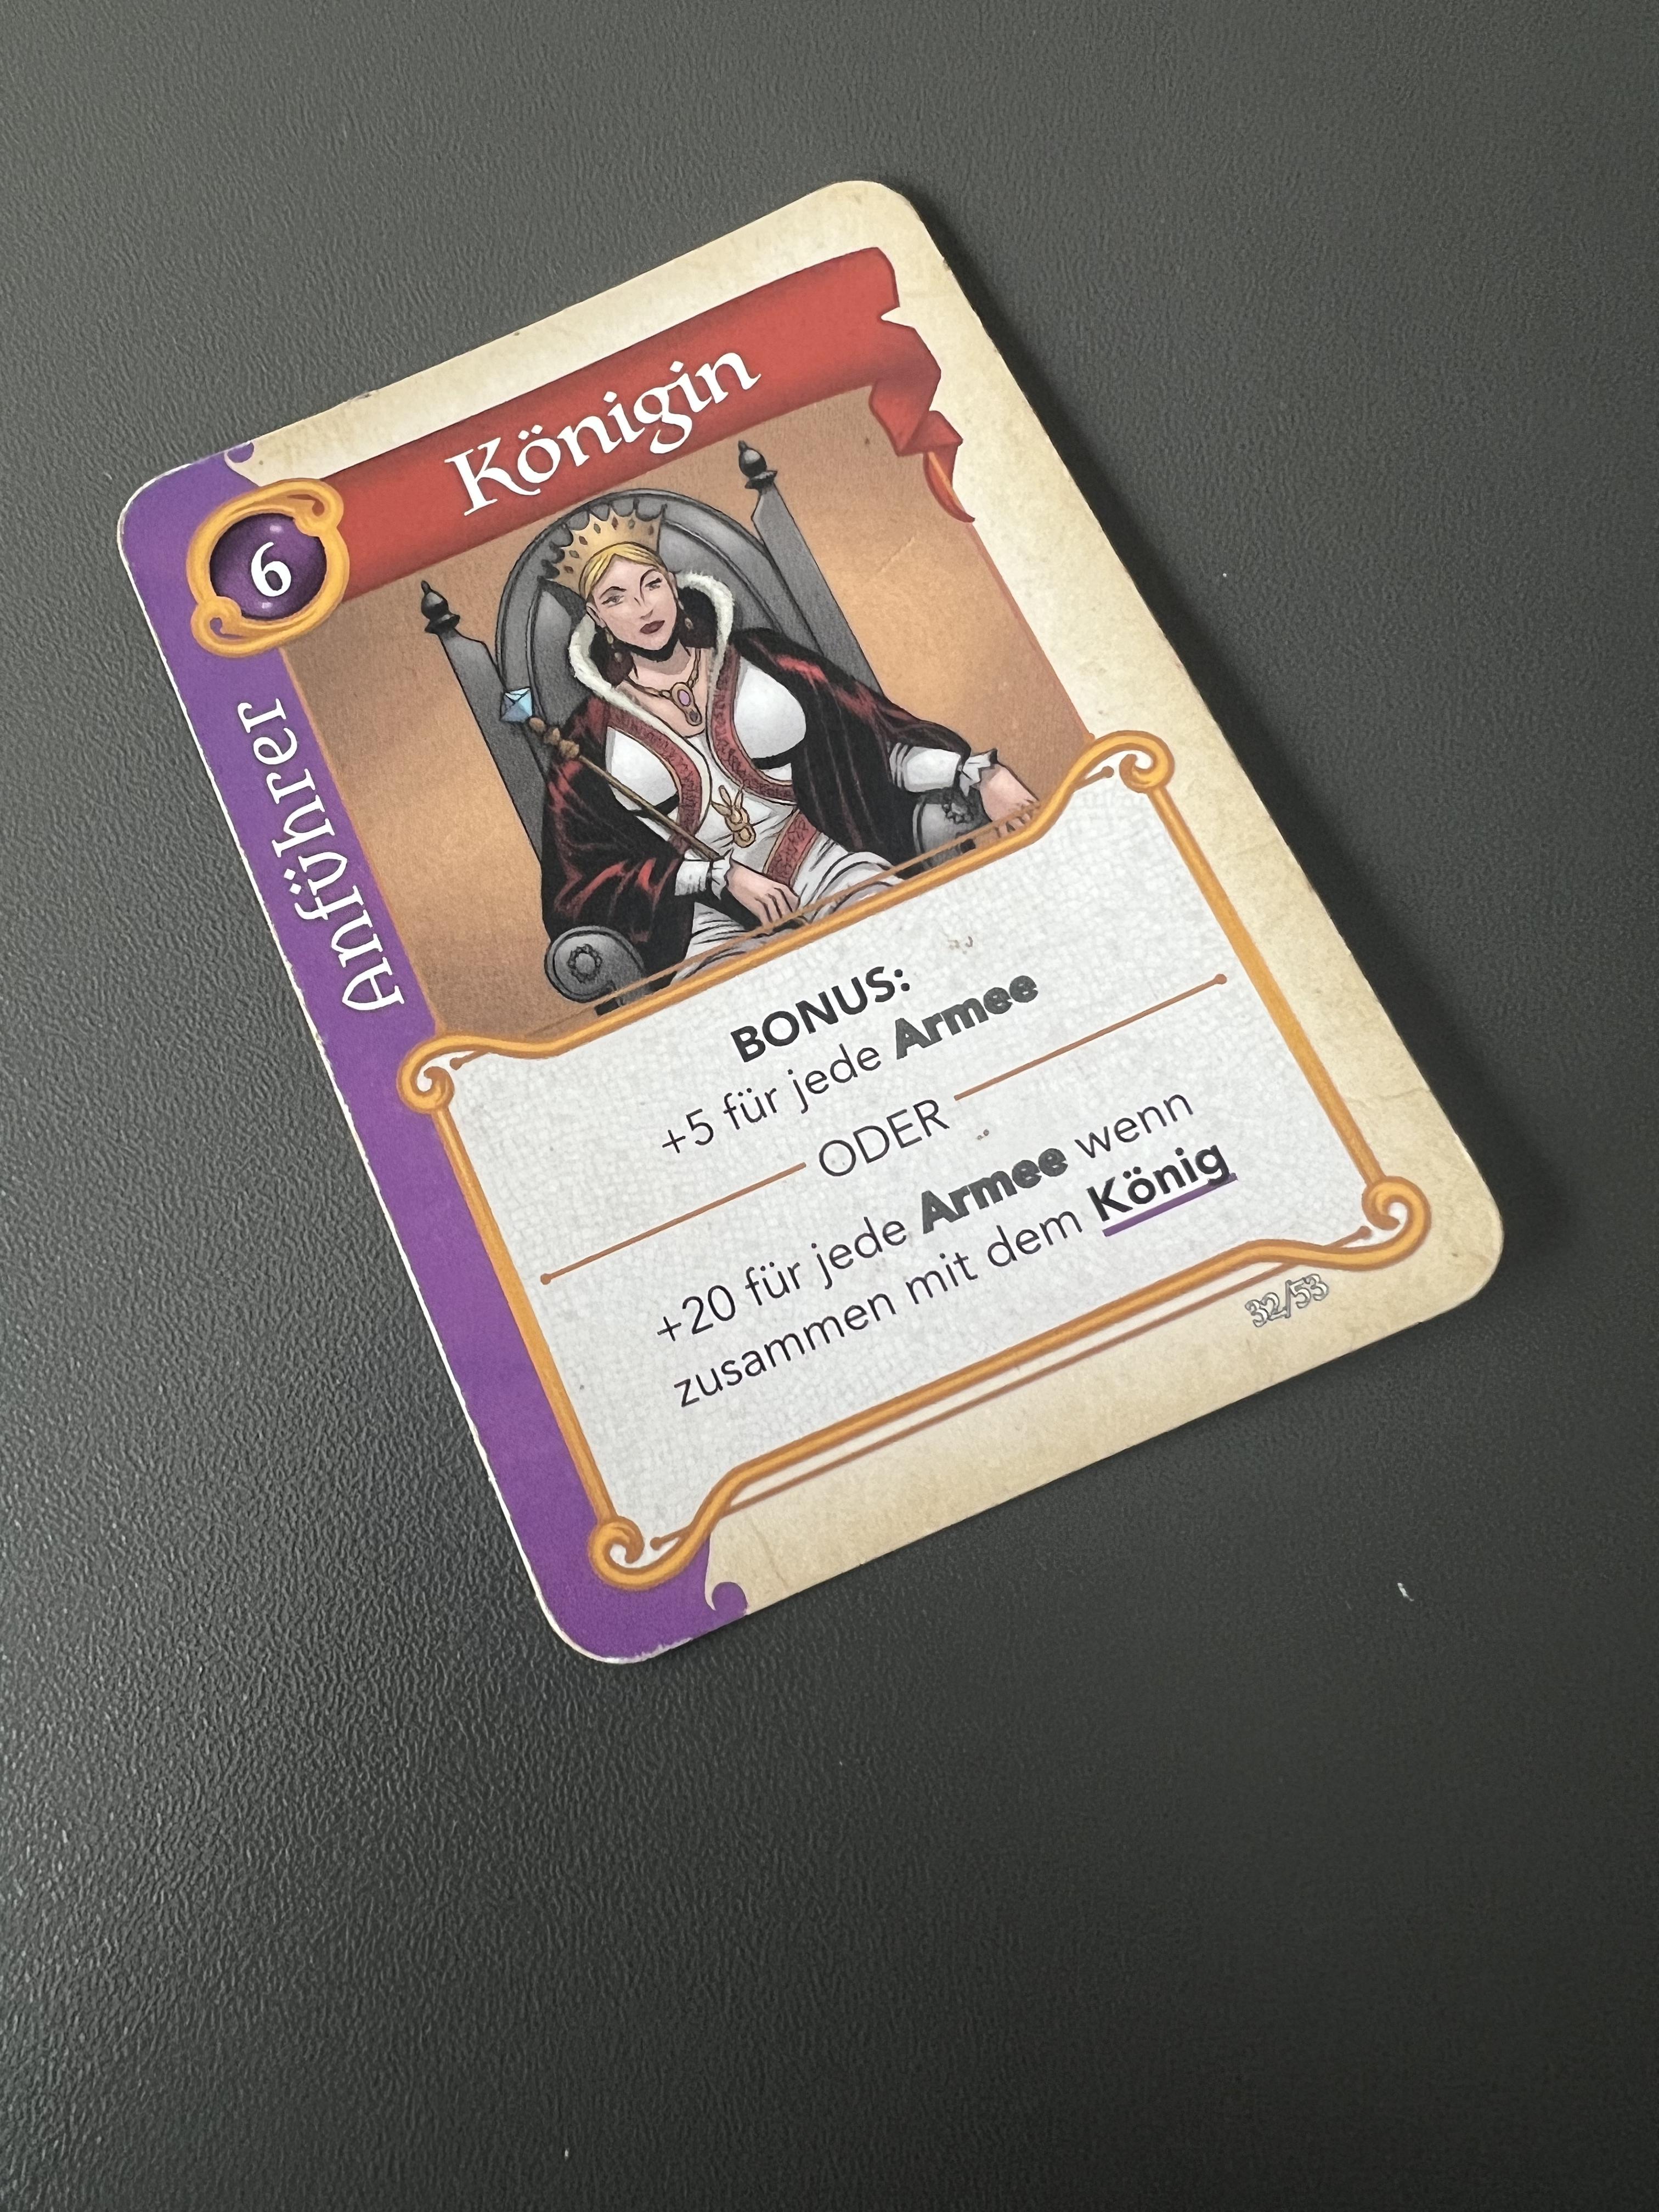 Königin
6
Anführer
BONUS:
+5 für jede Armee
ODER
+20 für jede Armee wenn
zusammen mit dem König
32/53